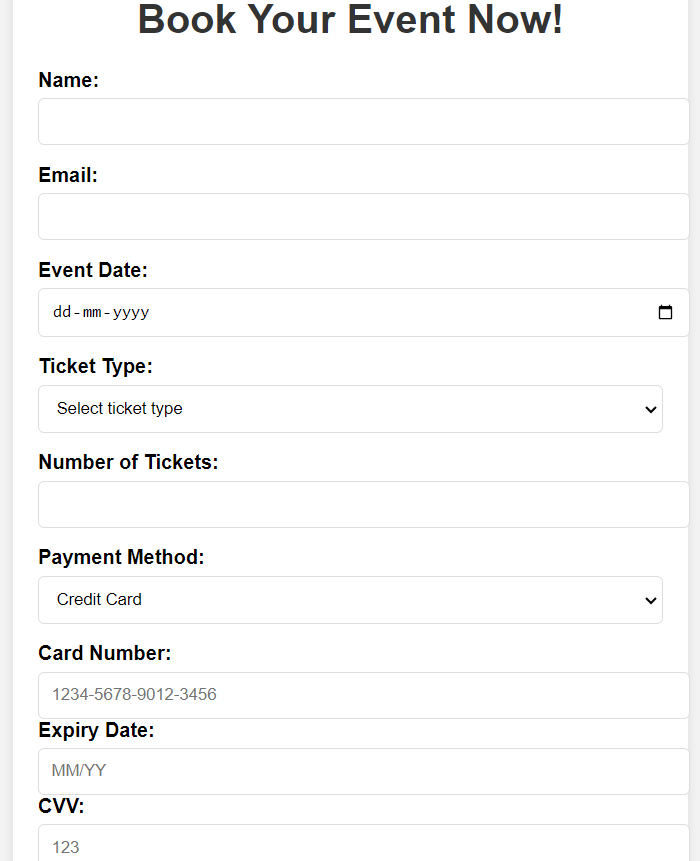 Book Your Event Now!
Name:
Email:
Event Date:
dd-mm-yyyy
Ticket Type:
Select ticket type
Number of Tickets:
Payment Method:
Credit Card
Card Number:
1234-5678-9012-3456
Expiry Date:
MM/YY
CVV:
123